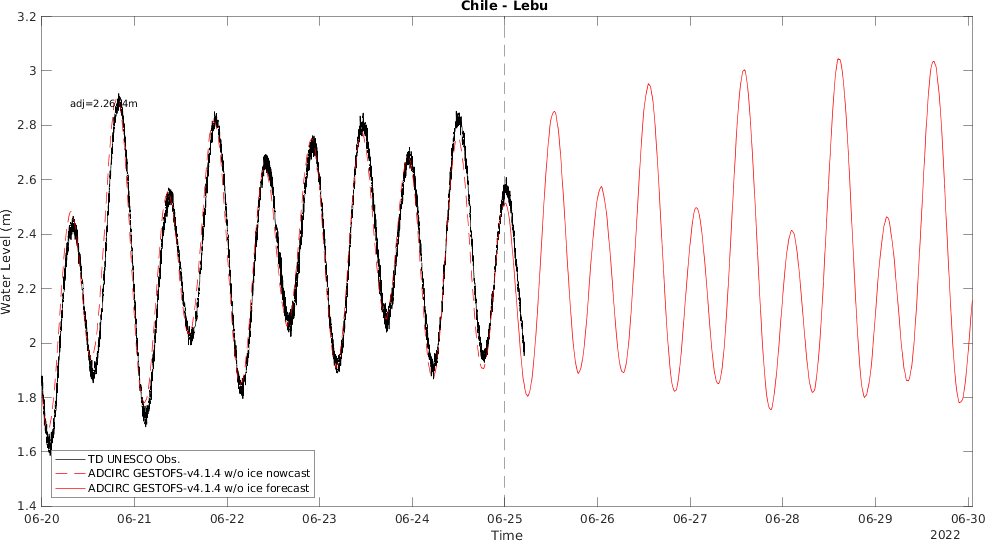 Chile - Lebu
3.2
3
2.8
2.6
2.4
2.2
2
1.8
1.6
1.4
Water Level (m)
TD UNESCO Obs.
ADCIRC GESTOFS-v4.1.4 w/o ice nowcast
ADCIRC GESTOFS-v4.1.4 w/o ice forecast
06-20 06-21 06-22 06-23 06-24 06-25 06-26 06-27 06-28 06-29 06-30
Time
2022